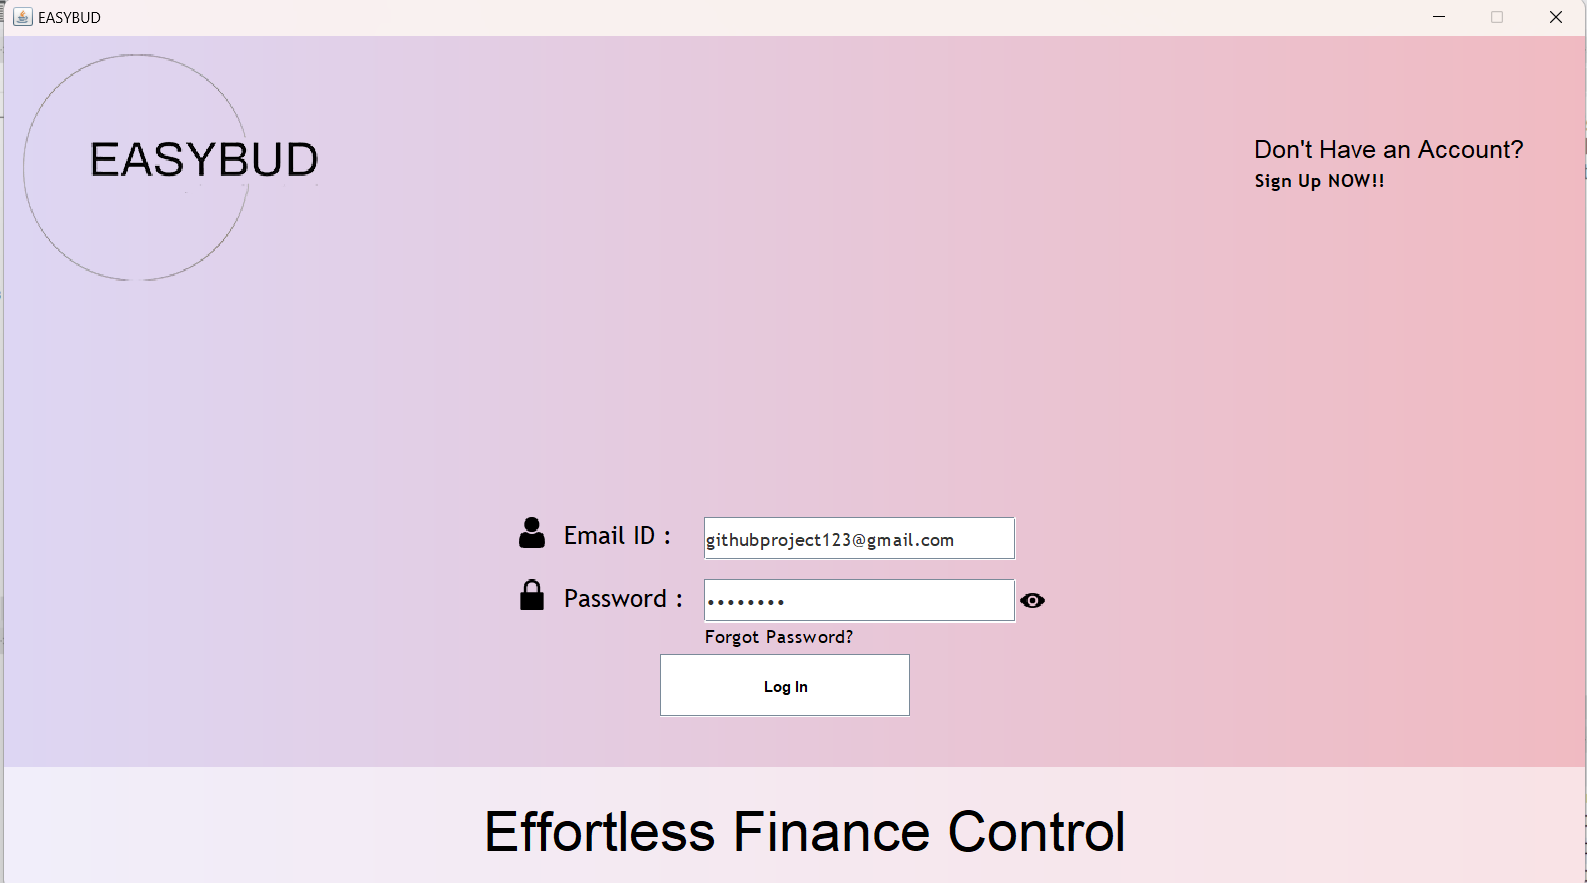 EASYBUD
EASYBUD
Don't Have an Account?
Sign Up NOW!!
Email ID :
githubproject123@gmail.com
Password :
••••••••
Forgot Password?
Log In
Effortless Finance Control